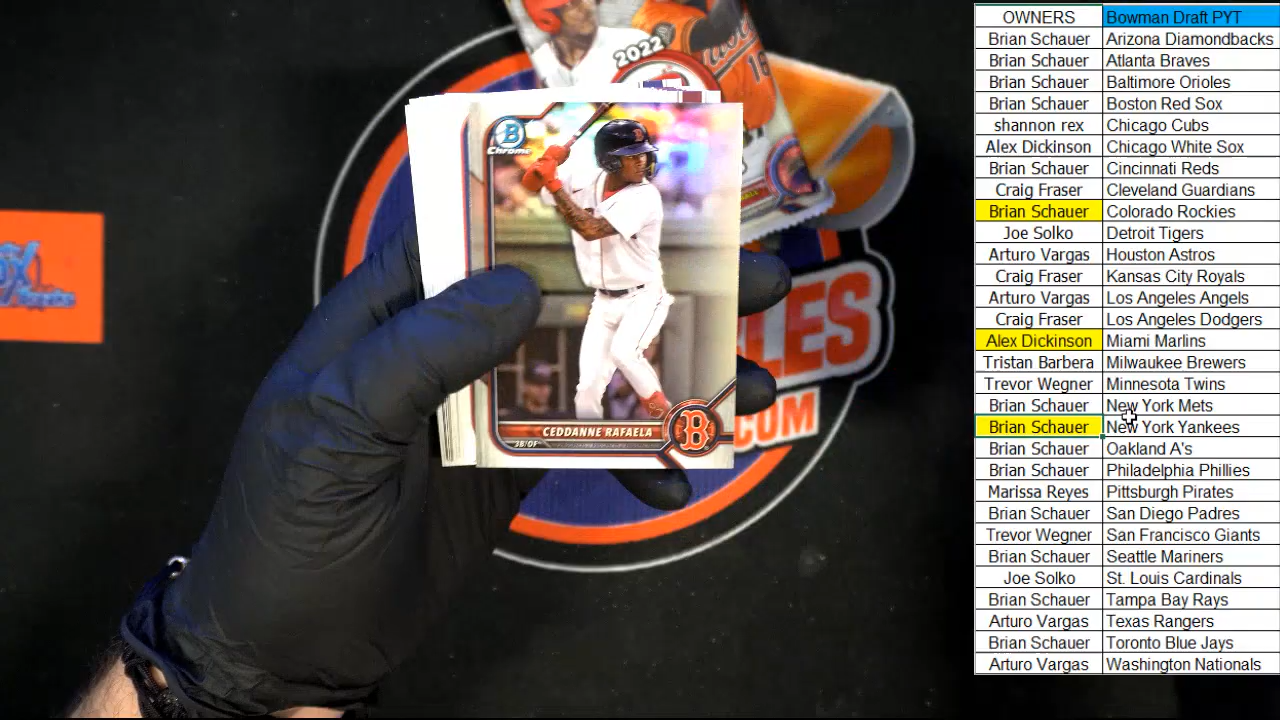 OWNERS Bowman Draft PYT
Brian Schauer Arizona Diamondbacks
Brian Schauer Atlanta Braves
Brian Schauer Baltimore Orioles
Brian Schauer Boston Red Sox
shannon rex Chicago Cubs
Alex Dickinson Chicago White Sox
Brian Schauer Cincinnati Reds
Craig Fraser Cleveland Guardians
Brian Schauer Colorado Rockies
Joe Solko Detroit Tigers
Arturo Vargas Houston Astros
Craig Fraser Kansas City Royals
Arturo Vargas Los Angeles Angels
Craig Fraser Los Angeles Dodgers
Alex Dickinson Miami Marlins
Tristan Barbera Milwaukee Brewers
Trevor Wegner Minnesota Twins
Brian Schauer New York Mets
Brian Schauer New York Yankees
Brian Schauer Oakland A's
Brian Schauer Philadelphia Phillies
Marissa Reyes Pittsburgh Pirates
Brian Schauer San Diego Padres
Trevor Wegner San Francisco Giants
Brian Schauer Seattle Mariners
Joe Solko St. Louis Cardinals
Brian Schauer Tampa Bay Rays
Arturo Vargas Texas Rangers
Brian Schauer Toronto Blue Jays
Arturo Vargas Washington Nationals
2022
B
Chrome
CEDDANNE RAFAELA
3B/OF
B
LES
COM